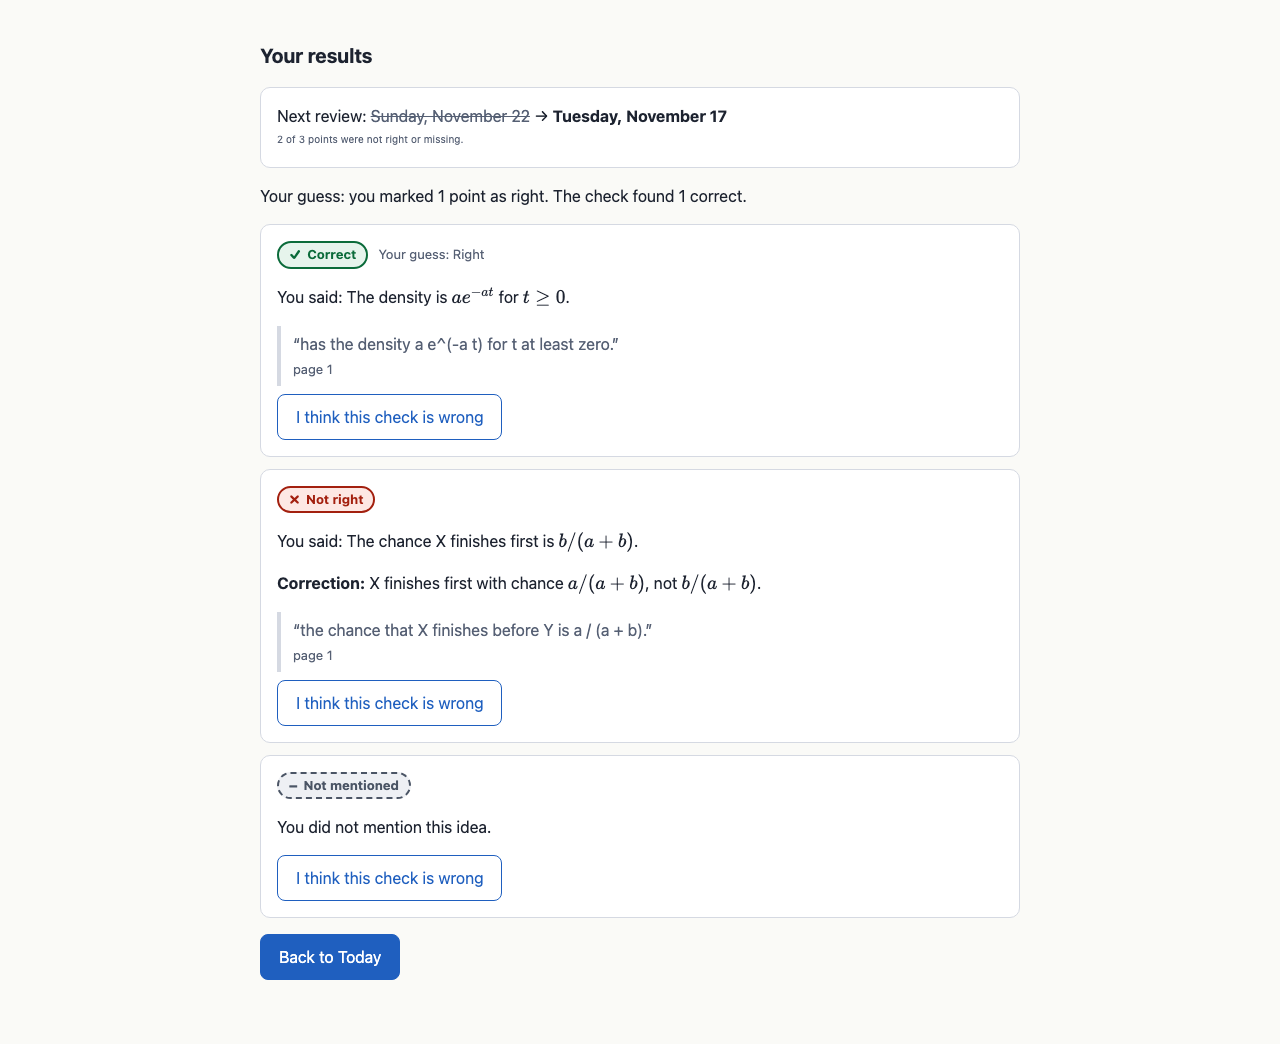 Your results
Next review: Sunday, November 22 → Tuesday, November 17
2 of 3 points were not right or missing.
Your guess: you marked 1 point as right. The check found 1 correct.
✔ Correct Your guess: Right
You said: The density is ae^{−at} for t ≥ 0.
“has the density a e^(-a t) for t at least zero.”
page 1
I think this check is wrong
✖ Not right
You said: The chance X finishes first is b/(a + b).
Correction: X finishes first with chance a/(a + b), not b/(a + b).
“the chance that X finishes before Y is a / (a + b).”
page 1
I think this check is wrong
– Not mentioned
You did not mention this idea.
I think this check is wrong
Back to Today